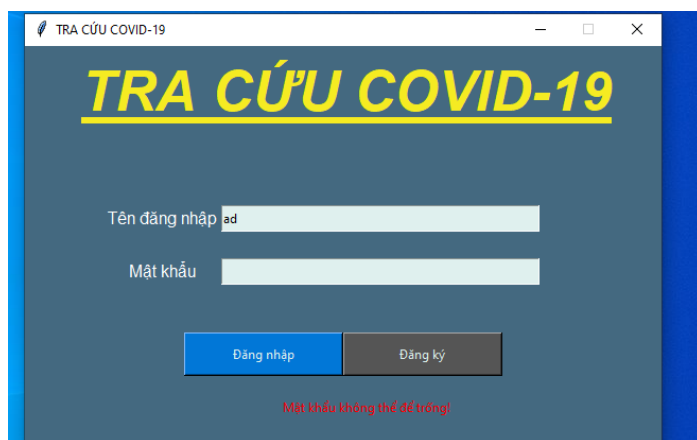 TRA CỨU COVID-19
TRA CỨU COVID-19
Tên đăng nhập ad
Mật khẩu
Đăng nhập Đăng ký
Mật khẩu không thể để trống!